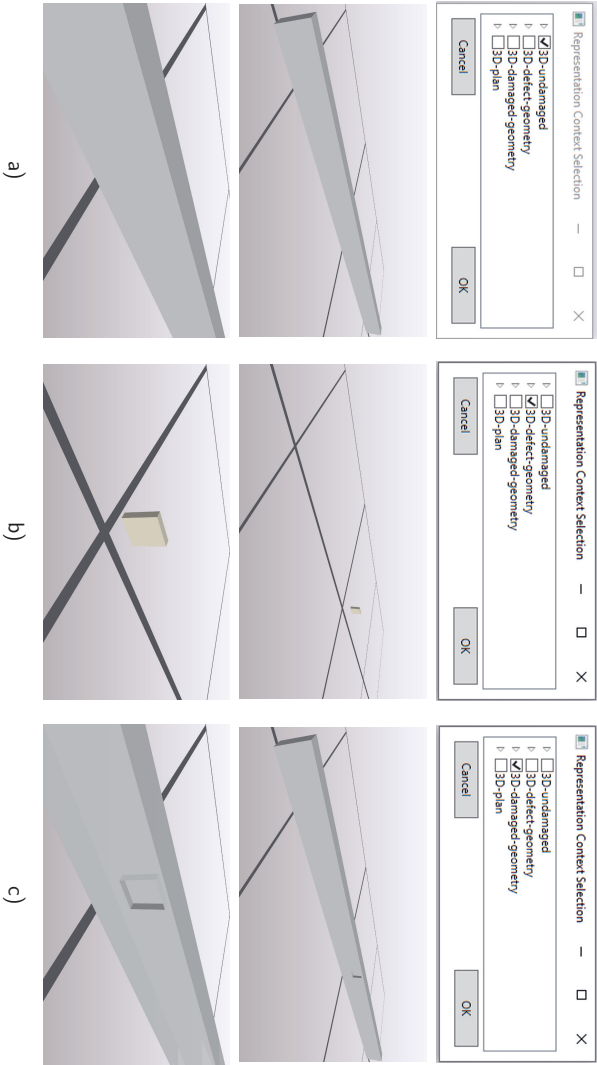 Representation Context Selection
3D-undamaged
3D-defect-geometry
3D-damaged-geometry
3D-plan
Cancel
OK
a)
Representation Context Selection
3D-undamaged
3D-defect-geometry
3D-damaged-geometry
3D-plan
Cancel
OK
b)
Representation Context Selection
3D-undamaged
3D-defect-geometry
3D-damaged-geometry
3D-plan
Cancel
OK
c)